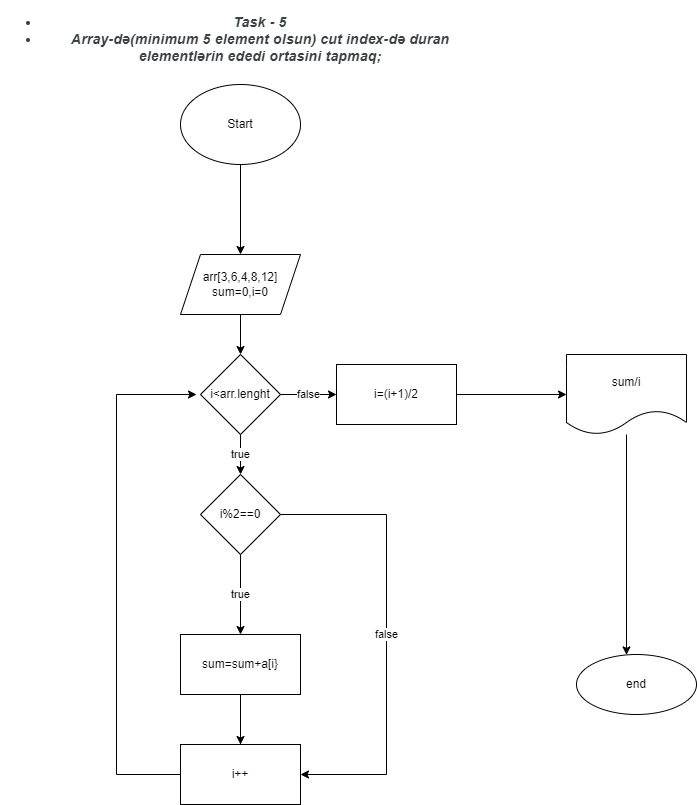 Task - 5
Array-də(minimum 5 element olsun) cut index-də duran
elementlərin ededi ortasini tapmaq;
Start
arr[3,6,4,8,12]
sum=0,i=0
i<arr.lenght
false
i=(i+1)/2
sum/i
true
i%2==0
true
false
sum=sum+a[i}
end
i++